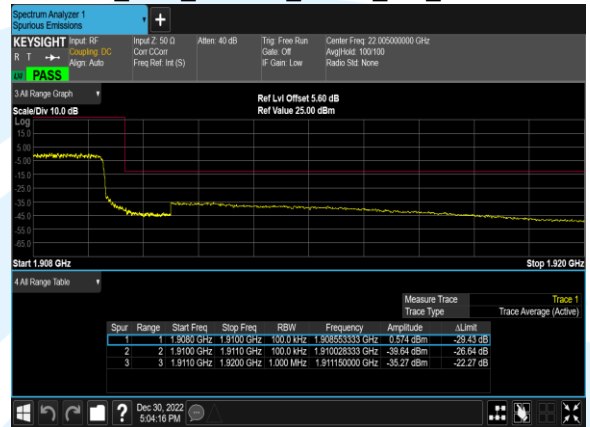 Spectrum Analyzer 1
Spurious Emissions
+
KEYSIGHT Input: RF Input Z: 50 Ω Atten: 40 dB Trig: Free Run Center Freq: 22.005000000 GHz
R T Coupling: DC Corr CCorr Gate: Off Avg|Hold: 100/100
Align: Auto Freq Ref: Int (S) IF Gain: Low Radio Std: None
PASS
3 All Range Graph
Ref Lvl Offset 5.60 dB
Scale/Div 10.0 dB Ref Value 25.00 dBm
Log
15.0
5.00
-5.00
-15.0
-25.0
-35.0
-45.0
-55.0
-65.0
Start 1.908 GHz Stop 1.920 GHz
4 All Range Table
Measure Trace Trace 1
Trace Type Trace Average (Active)
Spur Range Start Freq Stop Freq RBW Frequency Amplitude ΔLimit
1 1 1.9080 GHz 1.9100 GHz 100.0 kHz 1.908553333 GHz 0.574 dBm -29.43 dB
2 2 1.9100 GHz 1.9110 GHz 100.0 kHz 1.910028333 GHz -39.64 dBm -26.64 dB
3 3 1.9110 GHz 1.9200 GHz 1.000 MHz 1.911150000 GHz -35.27 dBm -22.27 dB
? Dec 30, 2022
5:04:16 PM